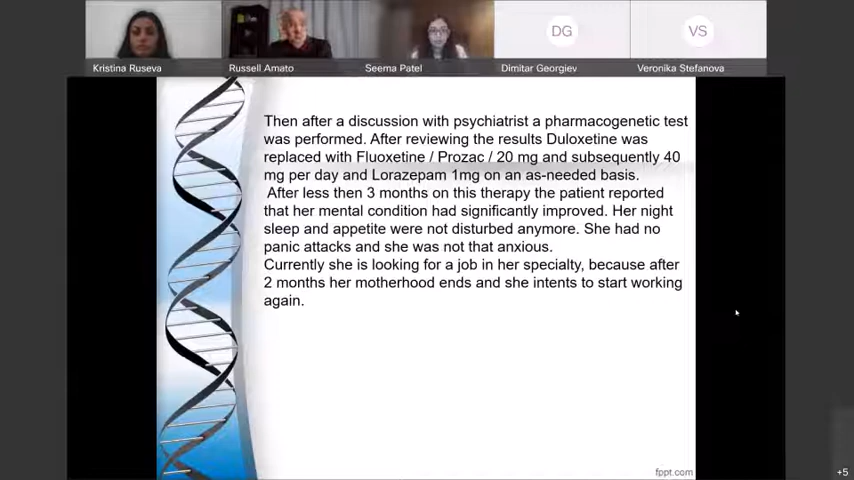 DG
VS
Kristina Ruseva
Russell Amato
Seema Patel
Dimitar Georgiev
Veronika Stefanova
Then after a discussion with psychiatrist a pharmacogenetic test
was performed. After reviewing the results Duloxetine was
replaced with Fluoxetine / Prozac / 20 mg and subsequently 40
mg per day and Lorazepam 1mg on an as-needed basis.
After less then 3 months on this therapy the patient reported
that her mental condition had significantly improved. Her night
sleep and appetite were not disturbed anymore. She had no
panic attacks and she was not that anxious.
Currently she is looking for a job in her specialty, because after
2 months her motherhood ends and she intents to start working
again.
fppt.com
+5